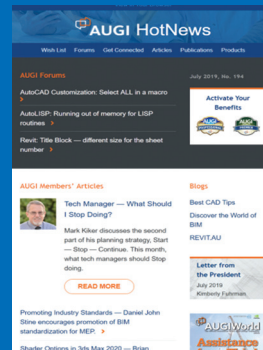 AUGI HotNews
Wish List Forums Get Connected Articles Publications Products
AUGI Forums
July 2019, No. 194
AutoCAD Customization: Select ALL in a macro
AutoLISP: Running out of memory for LISP
routines
Revit: Title Block — different size for the sheet
number
Activate Your
Benefits
AUGI Members' Articles
Tech Manager — What Should
I Stop Doing?
Mark Kiker discusses the second
part of his planning strategy, Start
— Stop — Continue. This month,
what tech managers should Stop
doing.
READ MORE
Promoting Industry Standards — Daniel John
Stine encourages promotion of BIM
standardization for MEP.
Shader Options in 3ds Max 2020 — Brian
Blogs
Best CAD Tips
Discover the World of
BIM
REVIT.AU
Letter from
the President
July 2019
Kimberly Fuhrman
AUGIWorld
Assistance